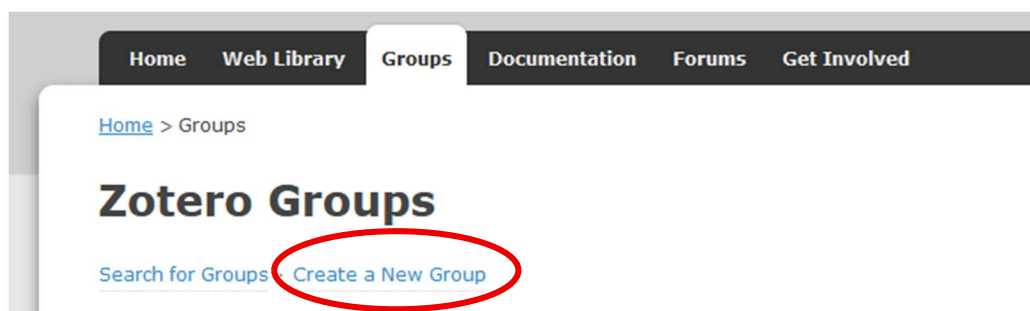 Home Web Library Groups Documentation Forums Get Involved
Home > Groups
Zotero Groups
Search for Groups · Create a New Group